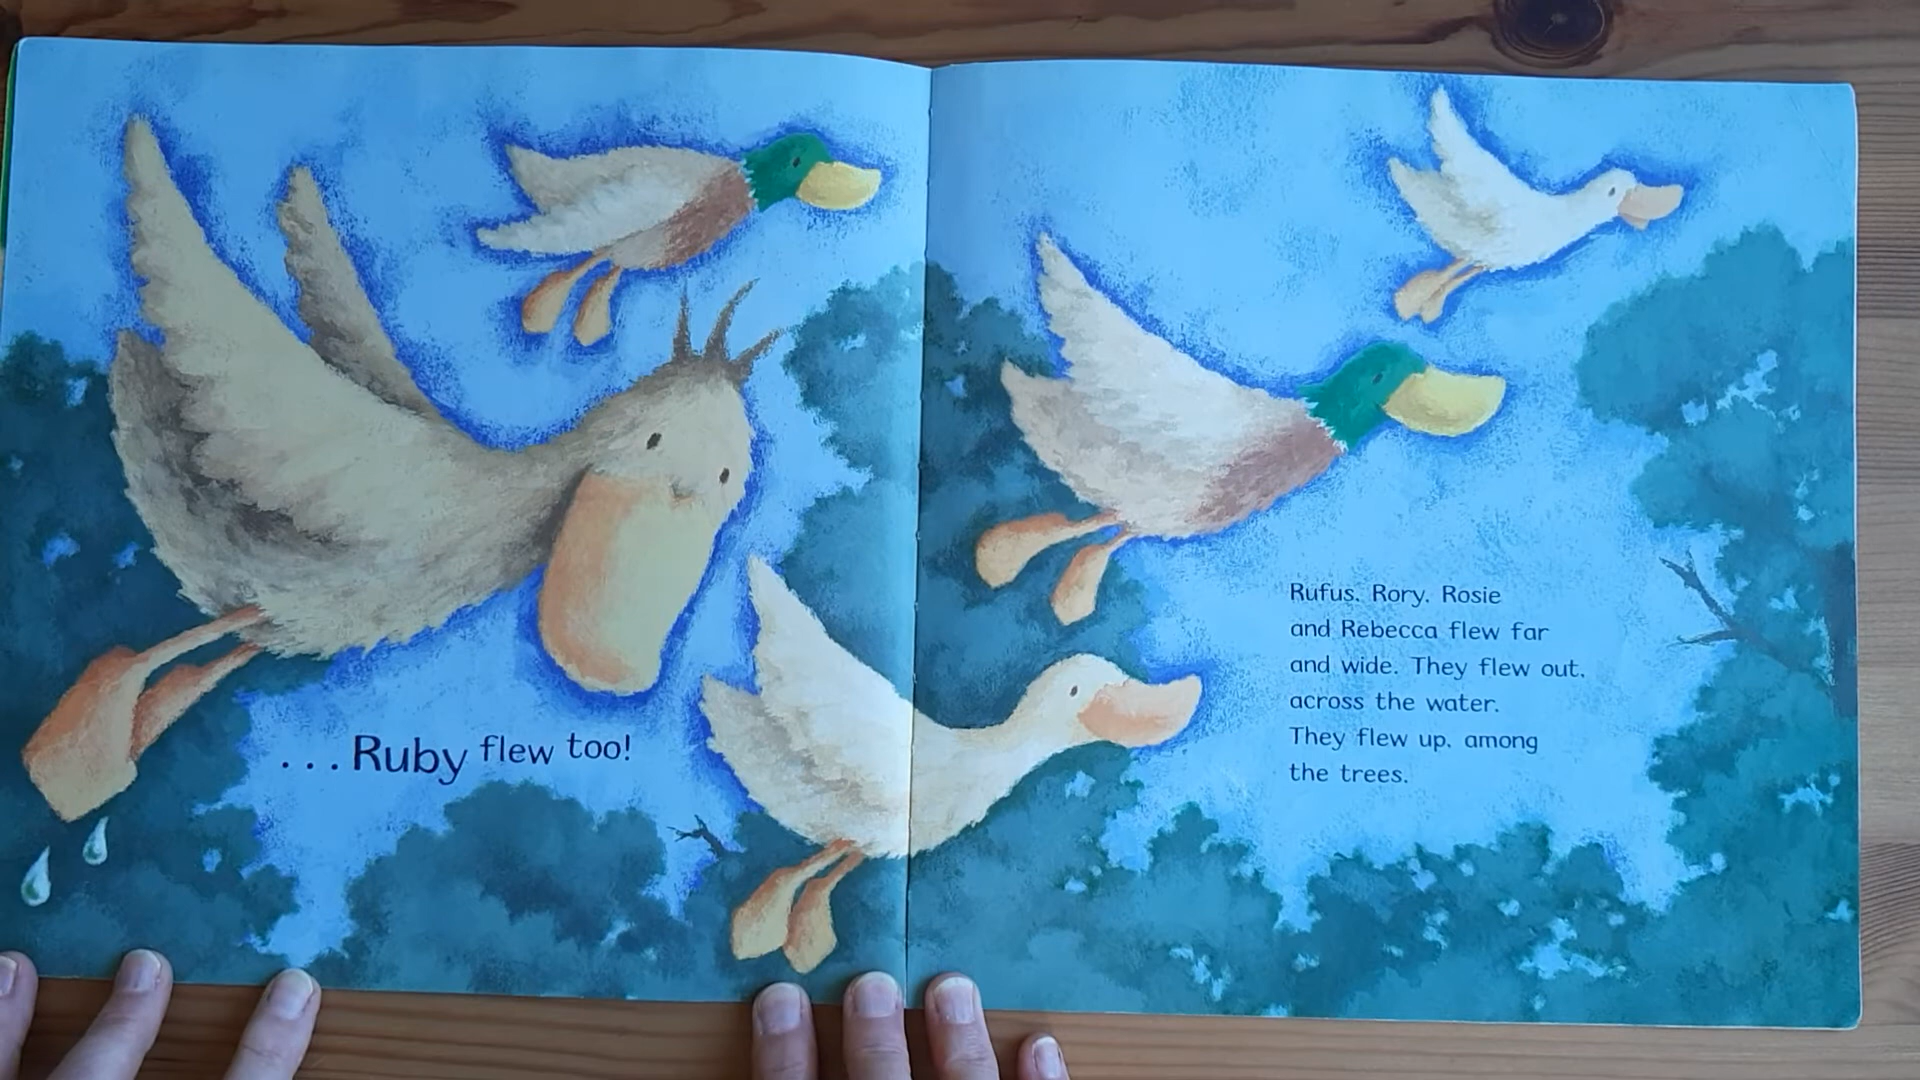 ...Ruby flew too!
Rufus, Rory, Rosie
and Rebecca flew far
and wide. They flew out,
across the water.
They flew up, among
the trees.